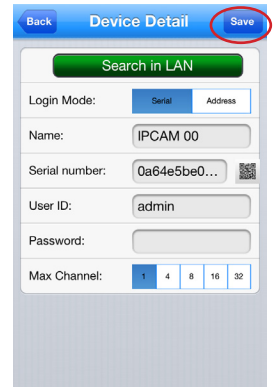 Back Device Detail Save
Search in LAN
Login Mode: Serial Address
Name: IPCAM 00
Serial number: 0a64e5be0...
User ID: admin
Password:
Max Channel: 1 4 8 16 32